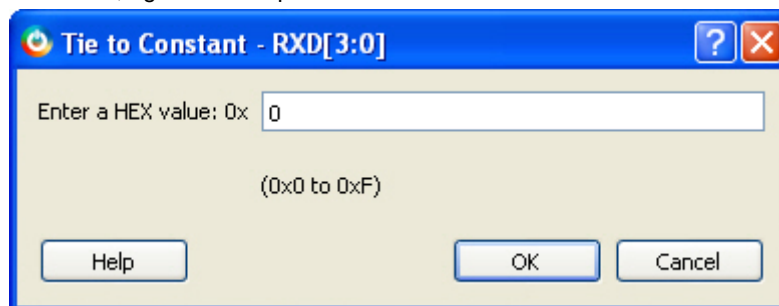 Tie to Constant - RXD[3:0]
Enter a HEX value: 0x 0
(0x0 to 0xF)
Help OK Cancel